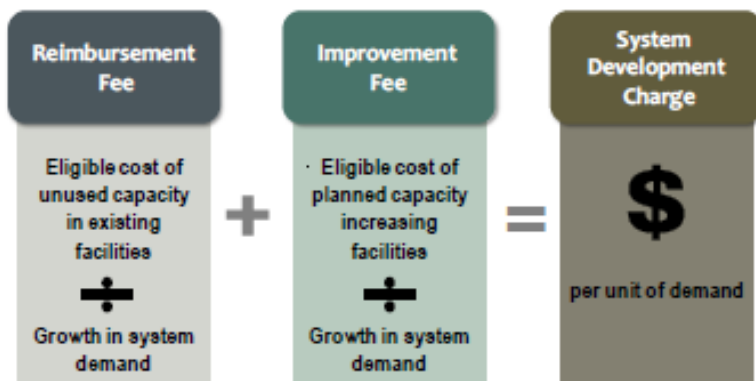 Reimbursement
Fee
Eligible cost of
unused capacity
in existing
facilities
÷
Growth in system
demand
+
Improvement
Fee
· Eligible cost of
planned capacity
increasing
facilities
÷
Growth in system
demand
=
System
Development
Charge
$
per unit of demand